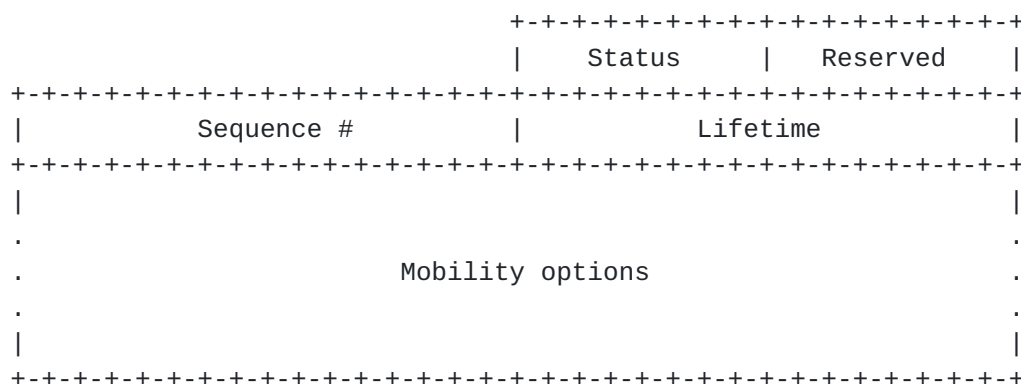 +-+-+-+-+-+-+-+-+-+-+-+-+-+-+-+-+
                                |    Status     |   Reserved    |
+-+-+-+-+-+-+-+-+-+-+-+-+-+-+-+-+-+-+-+-+-+-+-+-+-+-+-+-+-+-+-+-+
|           Sequence #          |           Lifetime            |
+-+-+-+-+-+-+-+-+-+-+-+-+-+-+-+-+-+-+-+-+-+-+-+-+-+-+-+-+-+-+-+-+
|                                                               |
.                                                               .
.                        Mobility options                       .
.                                                               .
|                                                               |
+-+-+-+-+-+-+-+-+-+-+-+-+-+-+-+-+-+-+-+-+-+-+-+-+-+-+-+-+-+-+-+-+